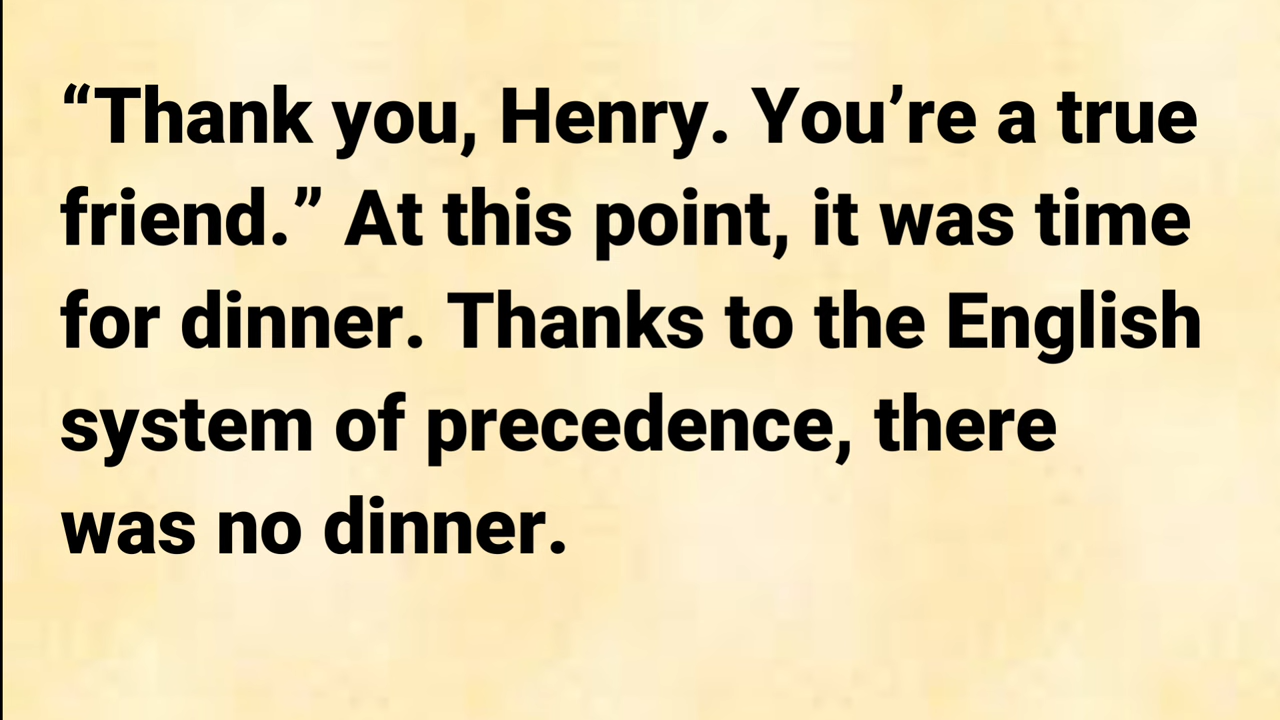 “Thank you, Henry. You’re a true
friend.” At this point, it was time
for dinner. Thanks to the English
system of precedence, there
was no dinner.